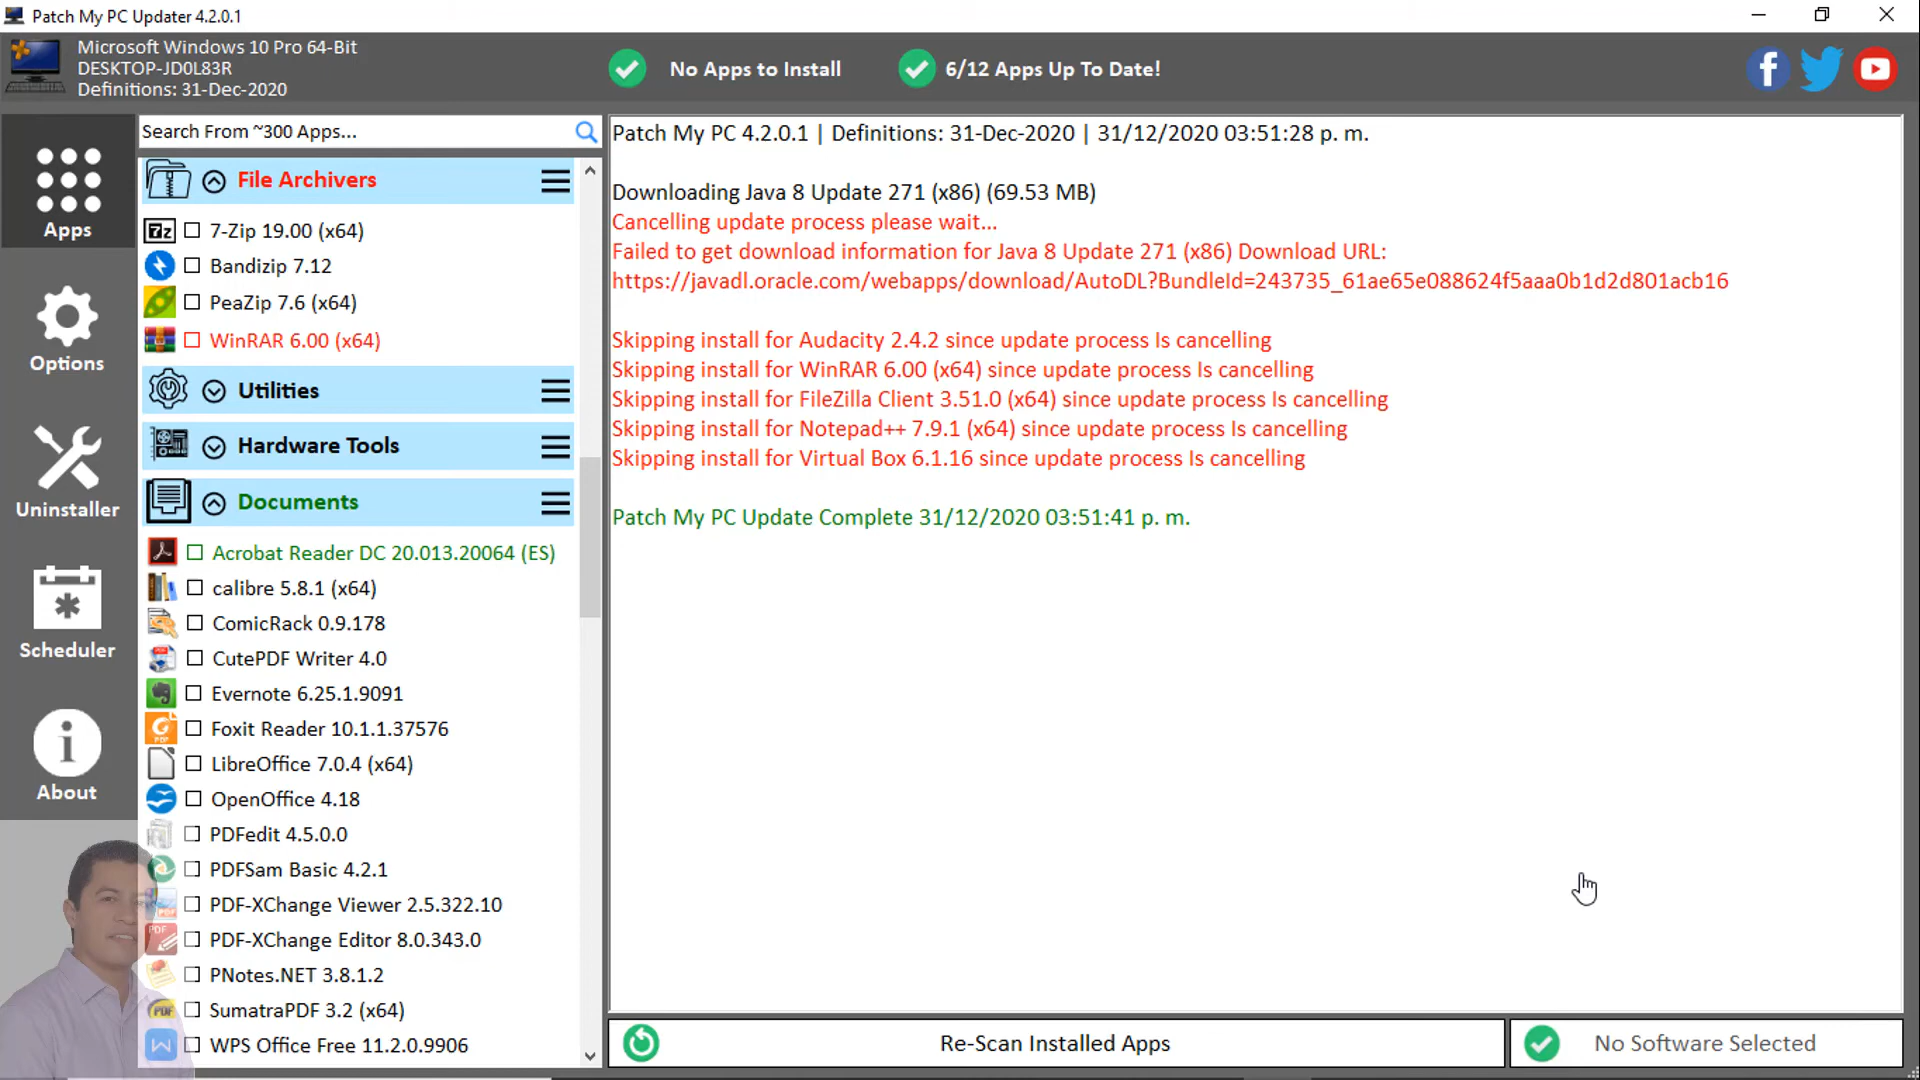 Patch My PC Updater 4.2.0.1
Microsoft Windows 10 Pro 64-Bit
DESKTOP-JD0L83R
Definitions: 31-Dec-2020
No Apps to Install
6/12 Apps Up To Date!
Apps
Options
Uninstaller
Scheduler
About
Search From ~300 Apps...
File Archivers
7z
7-Zip 19.00 (x64)
Bandizip 7.12
PeaZip 7.6 (x64)
WinRAR 6.00 (x64)
Utilities
Hardware Tools
Documents
Acrobat Reader DC 20.013.20064 (ES)
calibre 5.8.1 (x64)
ComicRack 0.9.178
CutePDF Writer 4.0
Evernote 6.25.1.9091
Foxit Reader 10.1.1.37576
LibreOffice 7.0.4 (x64)
OpenOffice 4.18
PDFedit 4.5.0.0
PDFSam Basic 4.2.1
PDF-XChange Viewer 2.5.322.10
PDF-XChange Editor 8.0.343.0
PNotes.NET 3.8.1.2
SumatraPDF 3.2 (x64)
WPS Office Free 11.2.0.9906
Patch My PC 4.2.0.1 | Definitions: 31-Dec-2020 | 31/12/2020 03:51:28 p. m.
Downloading Java 8 Update 271 (x86) (69.53 MB)
Cancelling update process please wait...
Failed to get download information for Java 8 Update 271 (x86) Download URL:
https://javadl.oracle.com/webapps/download/AutoDL?BundleId=243735_61ae65e088624f5aaa0b1d2d801acb16
Skipping install for Audacity 2.4.2 since update process Is cancelling
Skipping install for WinRAR 6.00 (x64) since update process Is cancelling
Skipping install for FileZilla Client 3.51.0 (x64) since update process Is cancelling
Skipping install for Notepad++ 7.9.1 (x64) since update process Is cancelling
Skipping install for Virtual Box 6.1.16 since update process Is cancelling
Patch My PC Update Complete 31/12/2020 03:51:41 p. m.
Re-Scan Installed Apps
No Software Selected